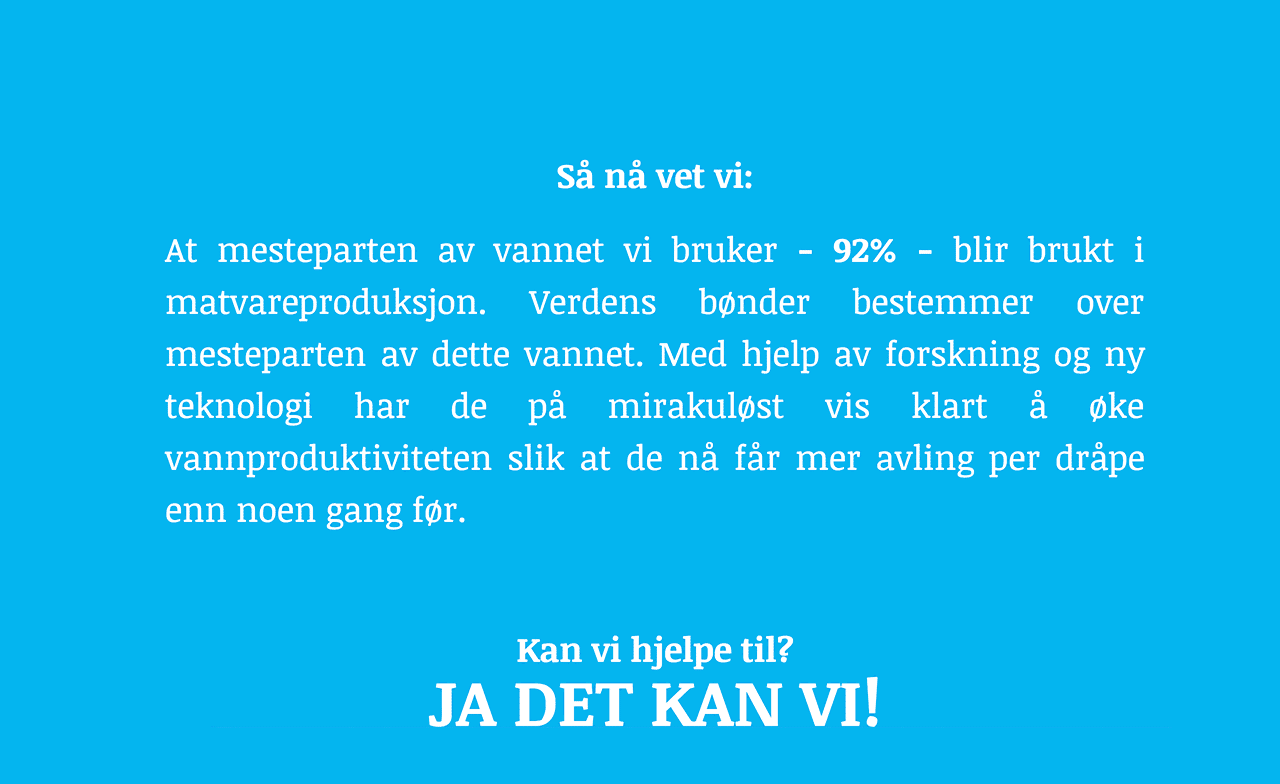 Så nå vet vi:
At mesteparten av vannet vi bruker - 92% - blir brukt i
matvareproduksjon. Verdens bønder bestemmer over
mesteparten av dette vannet. Med hjelp av forskning og ny
teknologi har de på mirakuløst vis klart å øke
vannproduktiviteten slik at de nå får mer avling per dråpe
enn noen gang før.
Kan vi hjelpe til?
JA DET KAN VI!